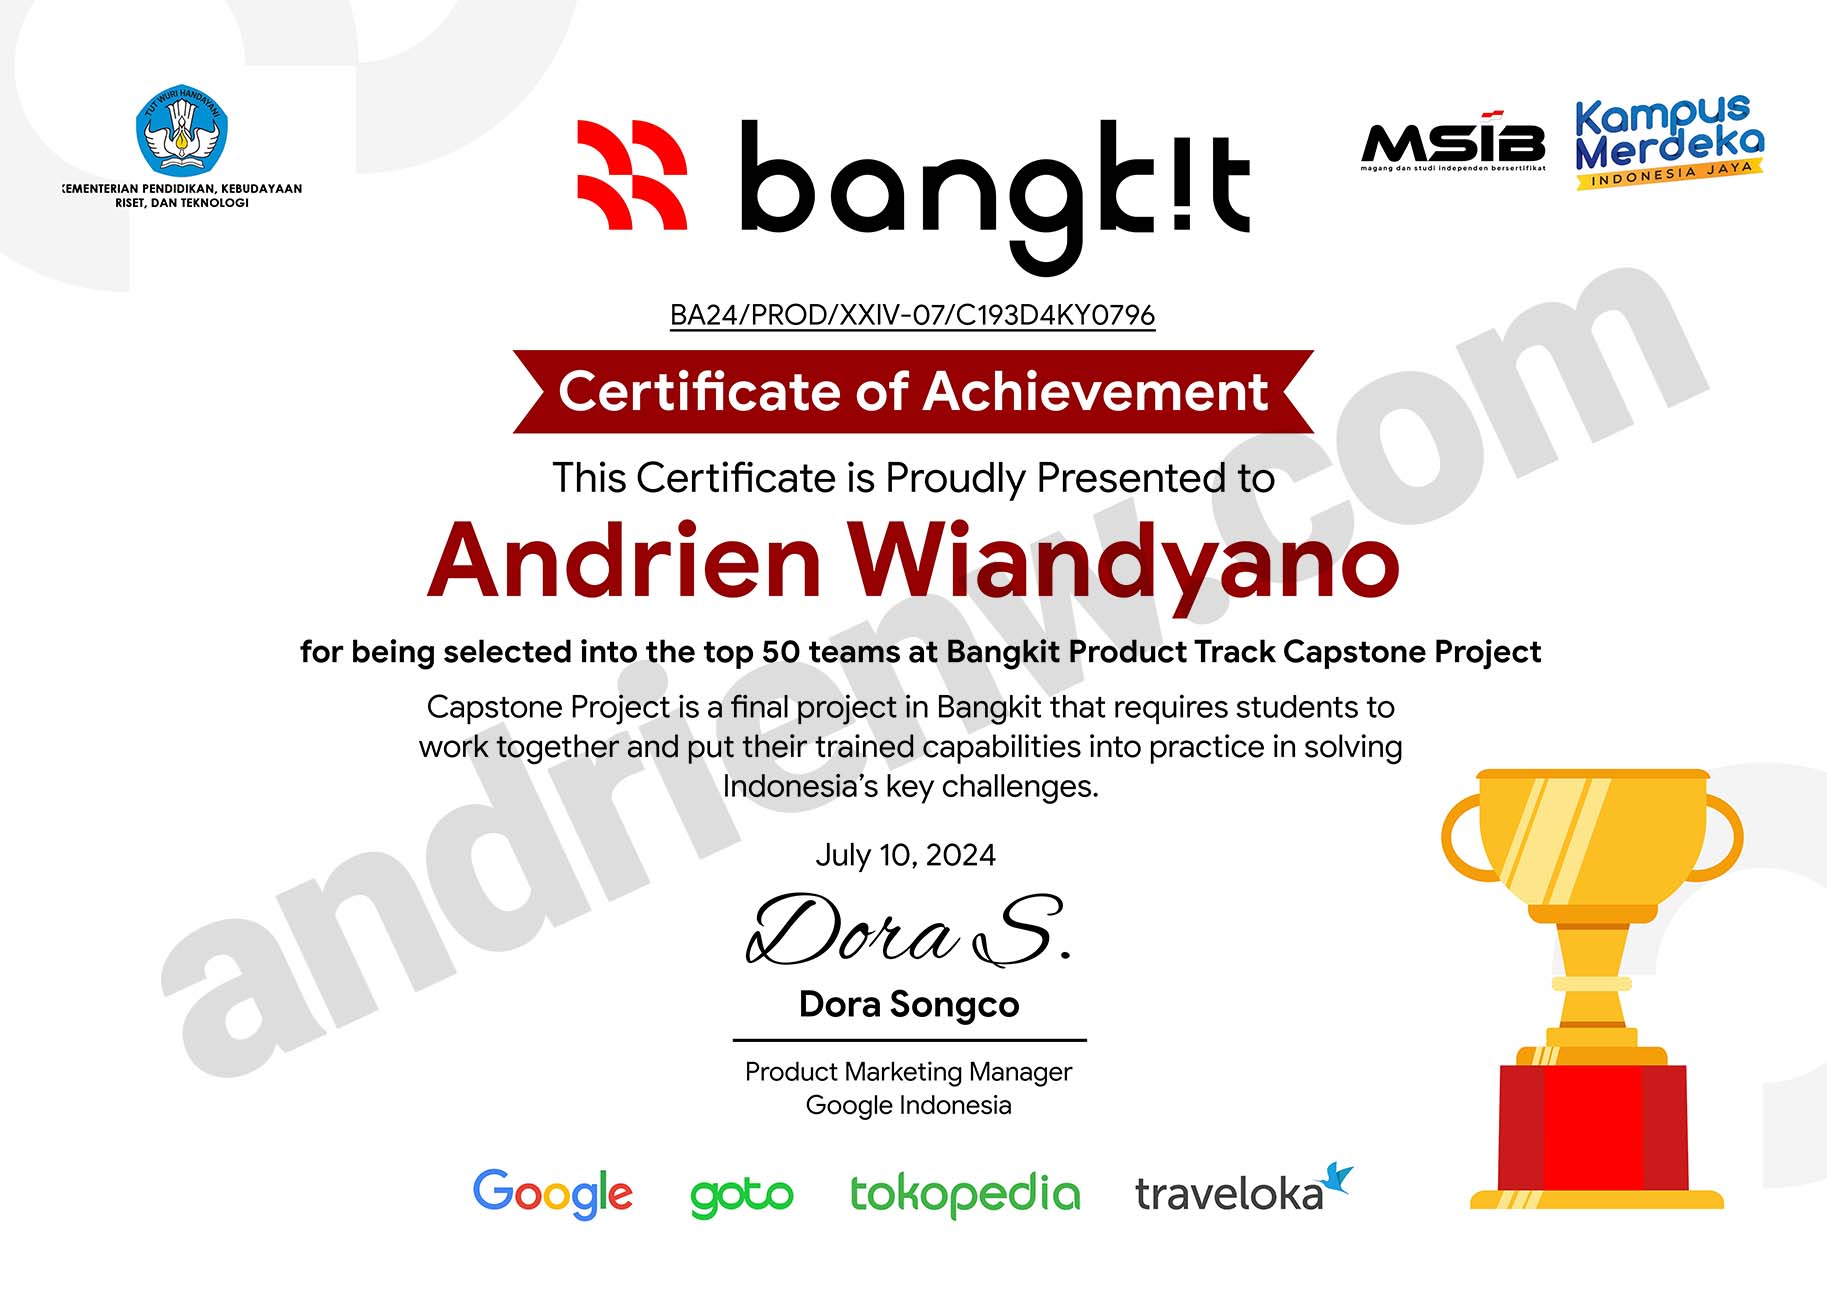 TUT WURI HANDAYANI
KEMENTERIAN PENDIDIKAN, KEBUDAYAAN
RISET, DAN TEKNOLOGI
bangk!t
MSIB
magang dan studi independen bersertifikat
Kampus
Merdeka
INDONESIA JAYA
BA24/PROD/XXIV-07/C193D4KY0796
Certificate of Achievement
This Certificate is Proudly Presented to
Andrien Wiandyano
for being selected into the top 50 teams at Bangkit Product Track Capstone Project
Capstone Project is a final project in Bangkit that requires students to
work together and put their trained capabilities into practice in solving
Indonesia's key challenges.
July 10, 2024
Dora S.
Dora Songco
Product Marketing Manager
Google Indonesia
Google goto tokopedia traveloka
andrienw.com